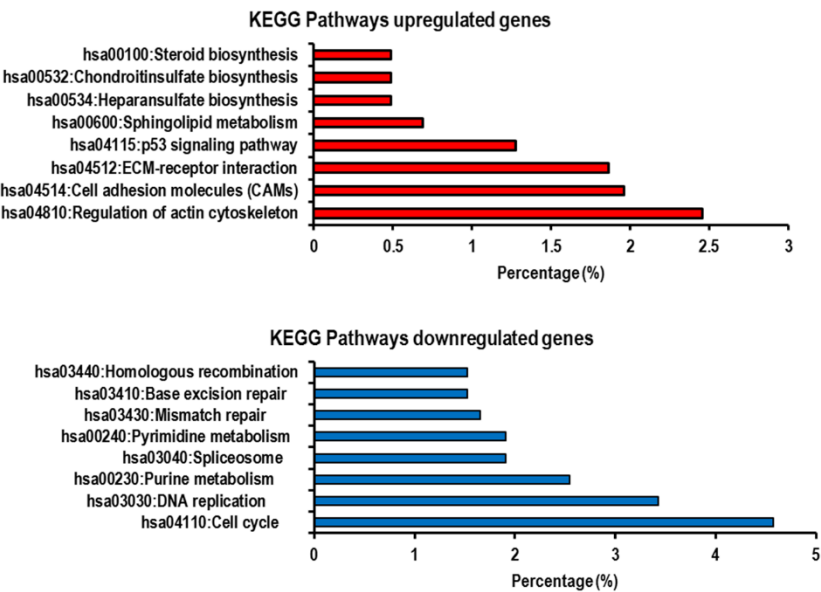 KEGG Pathways upregulated genes
hsa00100:Steroid biosynthesis
hsa00532:Chondroitinsulfate biosynthesis
hsa00534:Heparansulfate biosynthesis
hsa00600:Sphingolipid metabolism
hsa04115:p53 signaling pathway
hsa04512:ECM-receptor interaction
hsa04514:Cell adhesion molecules (CAMs)
hsa04810:Regulation of actin cytoskeleton
0 0.5 1 1.5 2 2.5 3
Percentage (%)
KEGG Pathways downregulated genes
hsa03440:Homologous recombination
hsa03410:Base excision repair
hsa03430:Mismatch repair
hsa00240:Pyrimidine metabolism
hsa03040:Spliceosome
hsa00230:Purine metabolism
hsa03030:DNA replication
hsa04110:Cell cycle
0 1 2 3 4 5
Percentage (%)